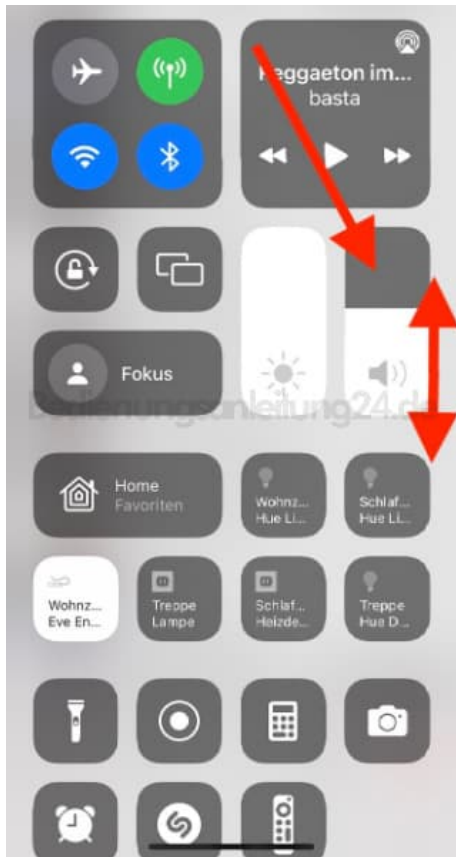 Reggaeton im...
basta
Fokus
Bedienungsanleitung24.de
Home
Favoriten
Wohnz...
Hue Li...
Schlaf...
Hue Li...
Wohnz...
Eve En...
Treppe
Lampe
Schlaf...
Heizde...
Treppe
Hue D...